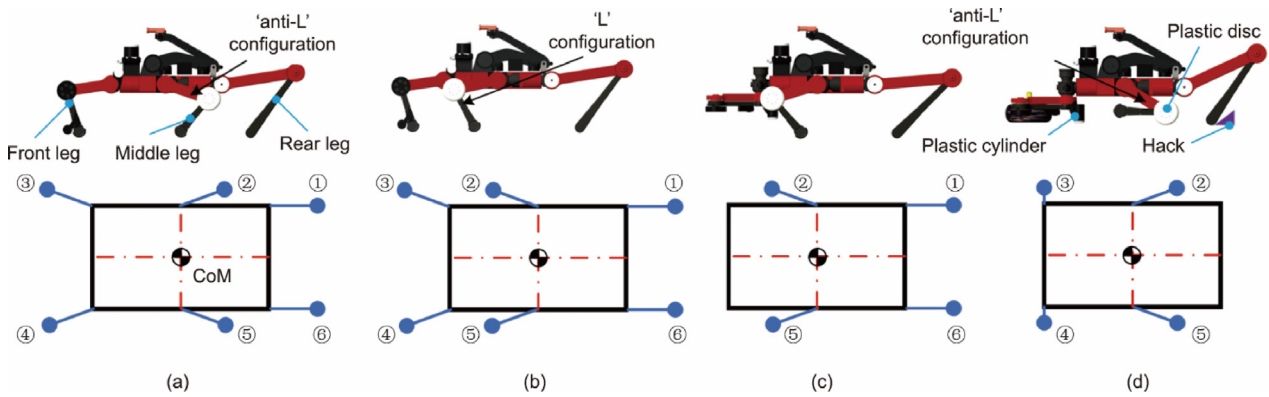 ‘anti-L’
configuration
Front leg
Middle leg
Rear leg
③
②
①
CoM
④
⑤
⑥
(a)
‘L’
configuration
③
②
①
④
⑤
⑥
(b)
②
①
⑤
⑥
(c)
‘anti-L’
configuration
Plastic disc
Plastic cylinder
Hack
③
②
④
⑤
(d)